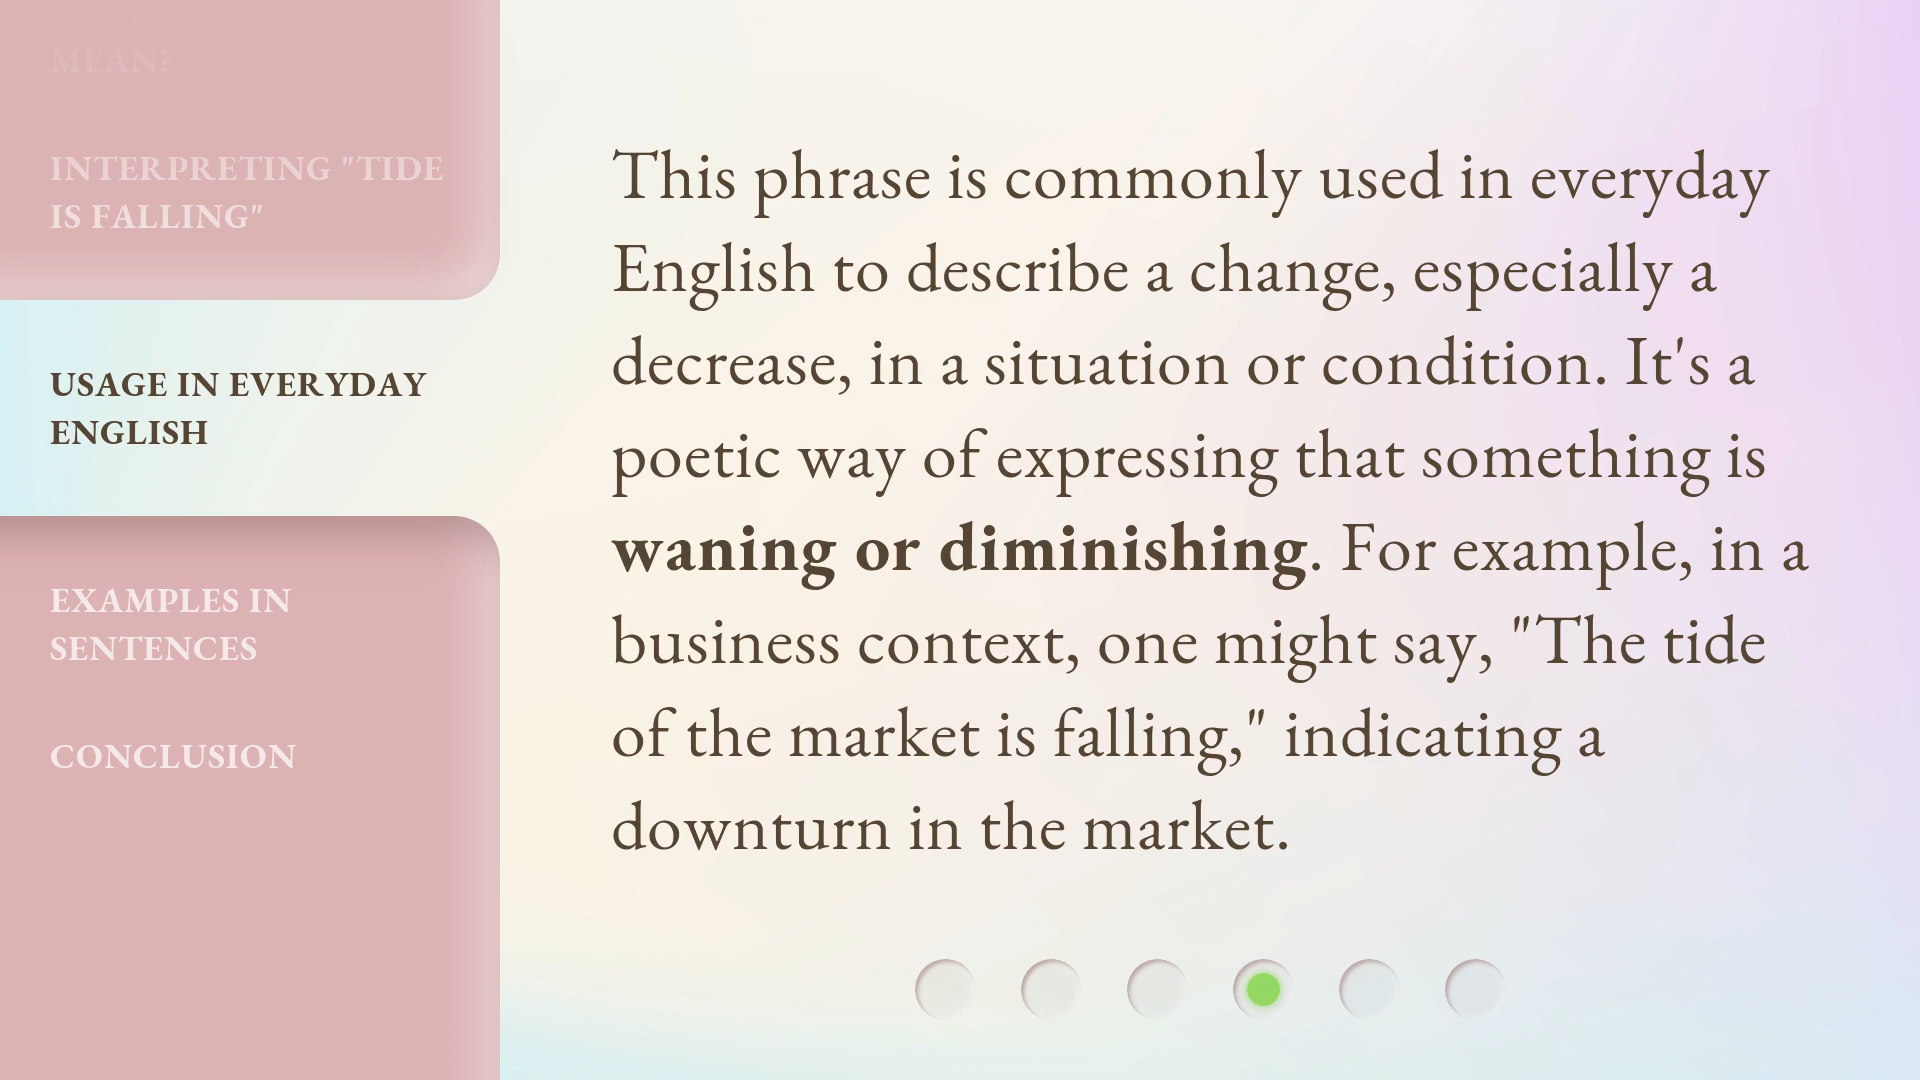 MEAN?
INTERPRETING "TIDE
IS FALLING"
USAGE IN EVERYDAY
ENGLISH
EXAMPLES IN
SENTENCES
CONCLUSION
This phrase is commonly used in everyday
English to describe a change, especially a
decrease, in a situation or condition. It's a
poetic way of expressing that something is
waning or diminishing. For example, in a
business context, one might say, "The tide
of the market is falling," indicating a
downturn in the market.